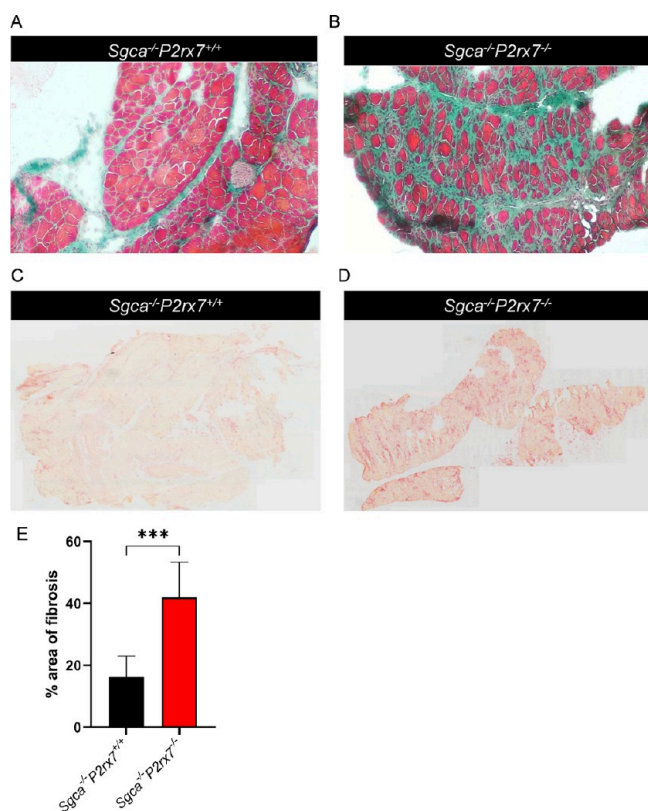 A
Sgca⁻/⁻P2rx7⁺/⁺
B
Sgca⁻/⁻P2rx7⁻/⁻
C
Sgca⁻/⁻P2rx7⁺/⁺
D
Sgca⁻/⁻P2rx7⁻/⁻
E
% area of fibrosis
60
40
20
0
***
Sgca⁻/⁻P2rx7⁺/⁺
Sgca⁻/⁻P2rx7⁻/⁻